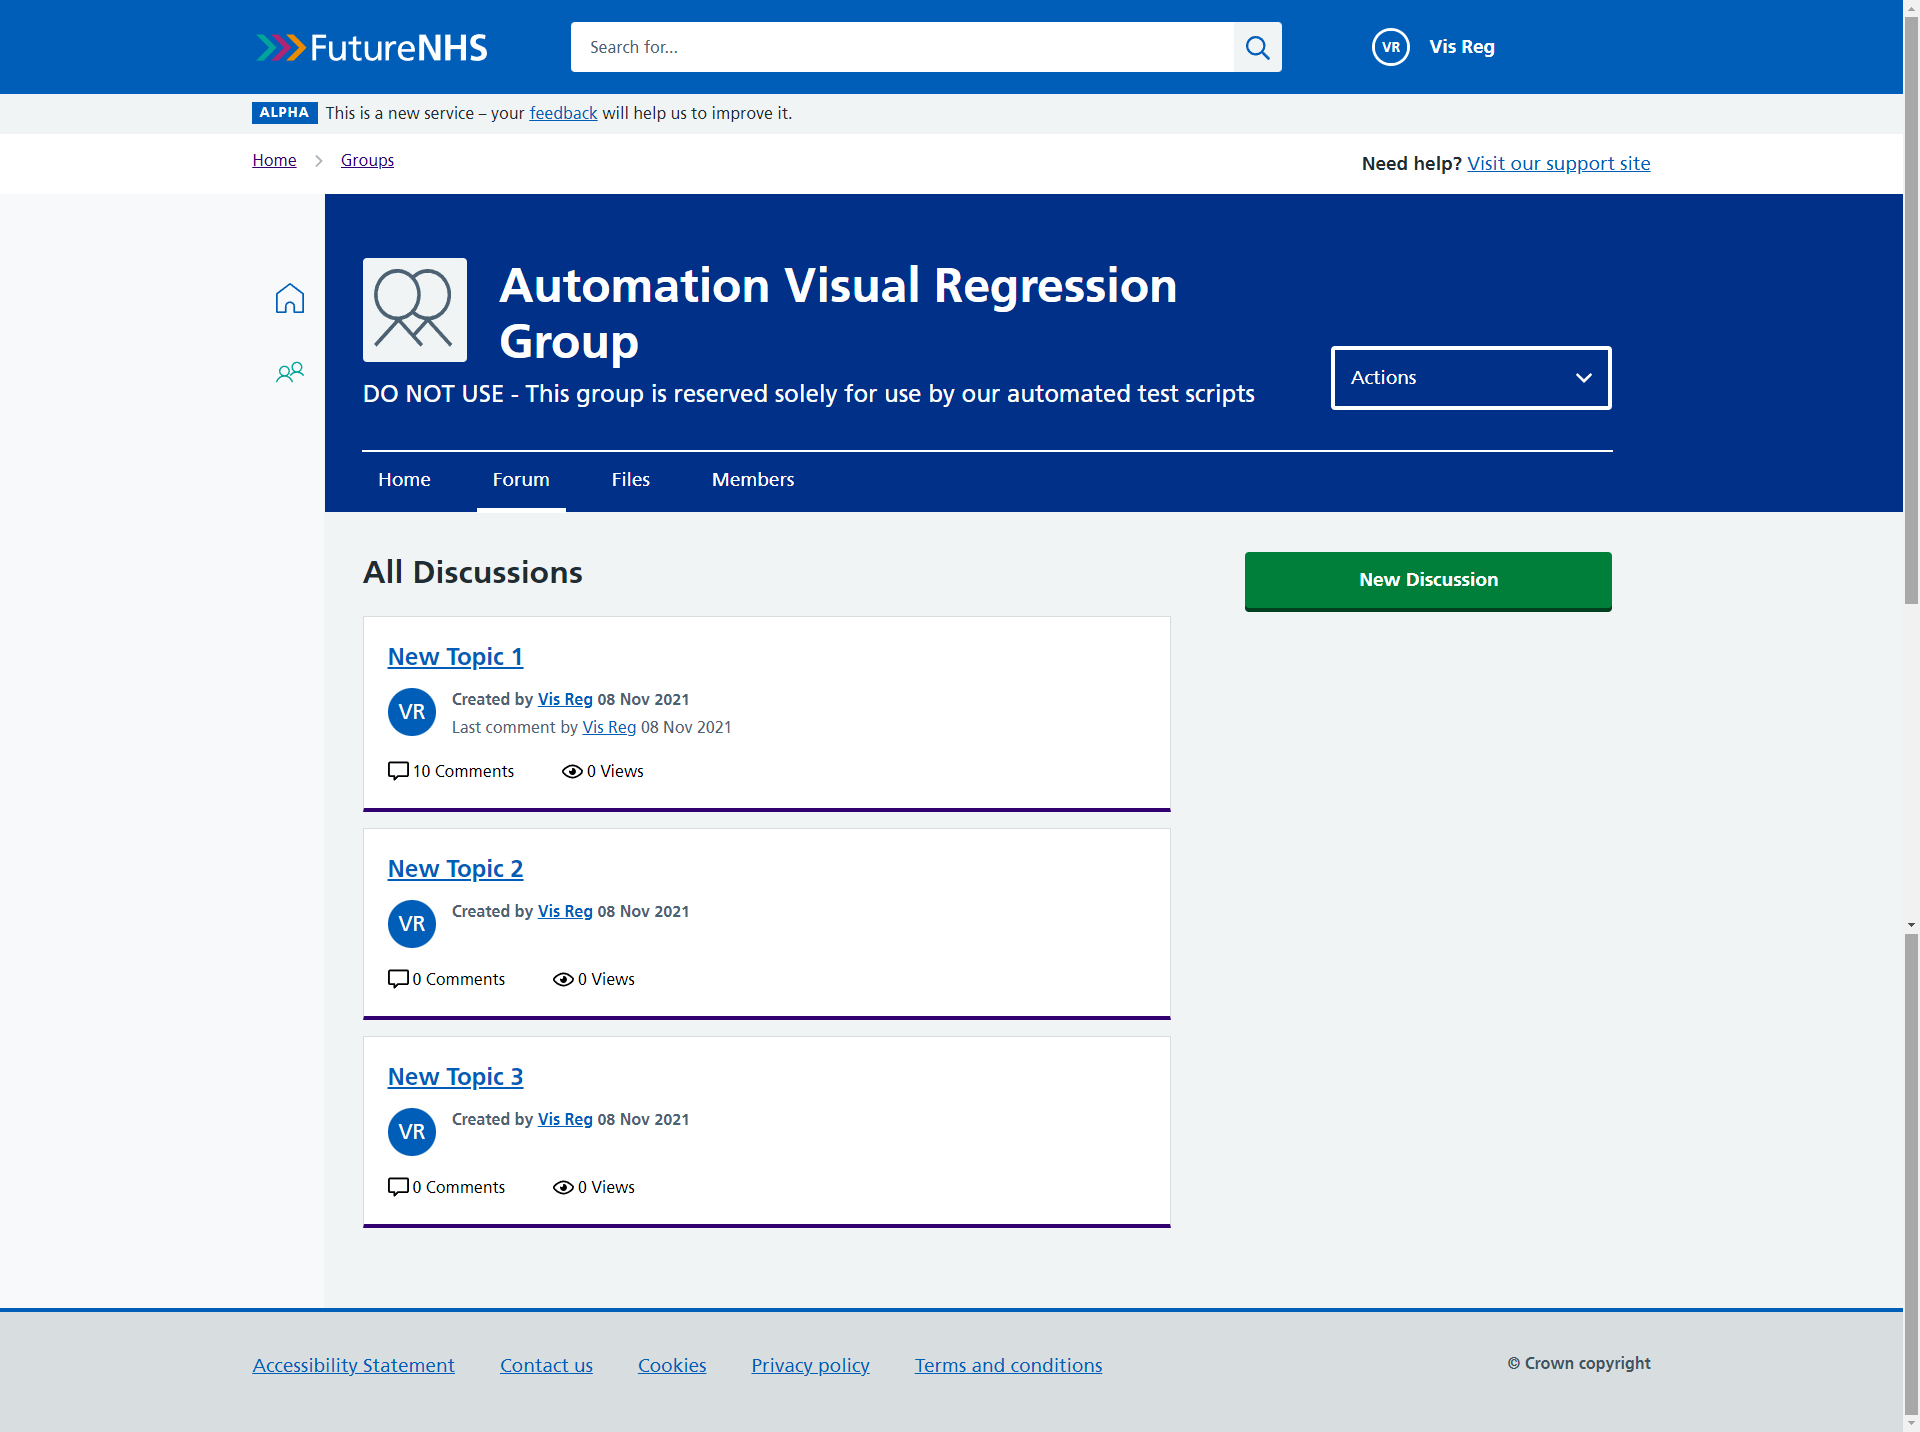 FutureNHS
Search for...
VR
Vis Reg
ALPHA This is a new service – your feedback will help us to improve it.
Home
Groups
Need help? Visit our support site
Automation Visual Regression
Group
DO NOT USE - This group is reserved solely for use by our automated test scripts
Actions
Home
Forum
Files
Members
All Discussions
New Discussion
New Topic 1
VR
Created by Vis Reg 08 Nov 2021
Last comment by Vis Reg 08 Nov 2021
10 Comments
0 Views
New Topic 2
VR
Created by Vis Reg 08 Nov 2021
0 Comments
0 Views
New Topic 3
VR
Created by Vis Reg 08 Nov 2021
0 Comments
0 Views
Accessibility Statement
Contact us
Cookies
Privacy policy
Terms and conditions
© Crown copyright